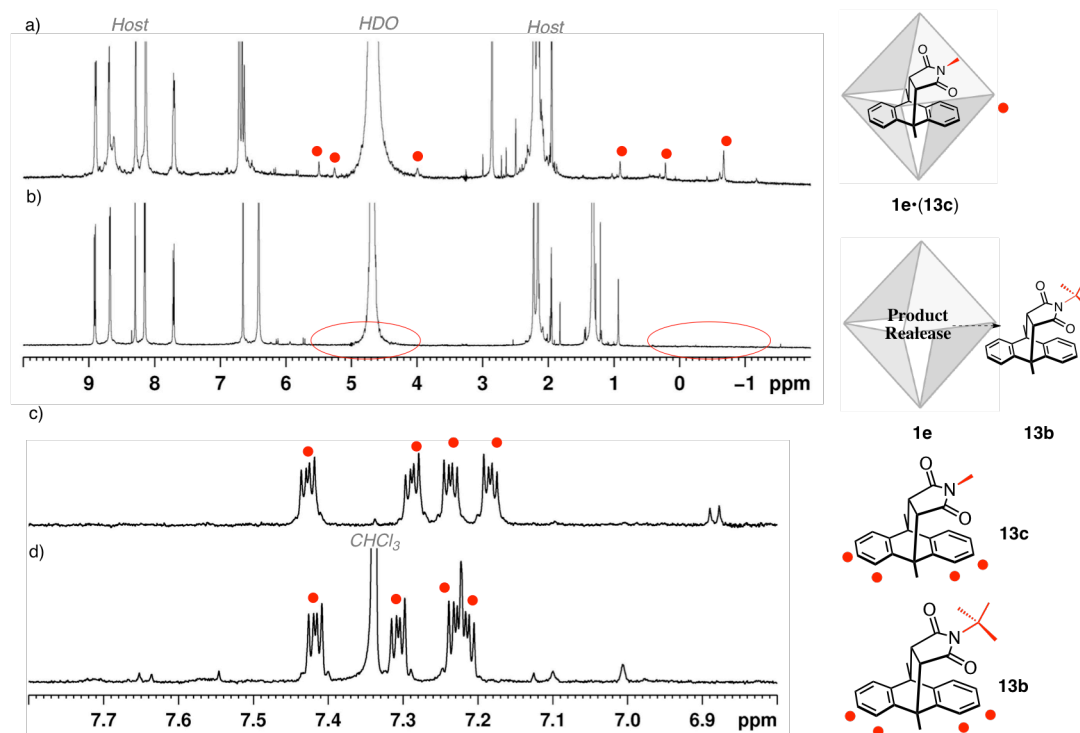 a)
Host
HDO
Host
N
O
O
1e•(13c)
b)
9 8 7 6 5 4 3 2 1 0 −1 ppm
Product
Realease
O
N
O
1e
13b
c)
O
N
O
13c
d)
CHCl3
O
N
O
13b
7.7 7.6 7.5 7.4 7.3 7.2 7.1 7.0 6.9 ppm